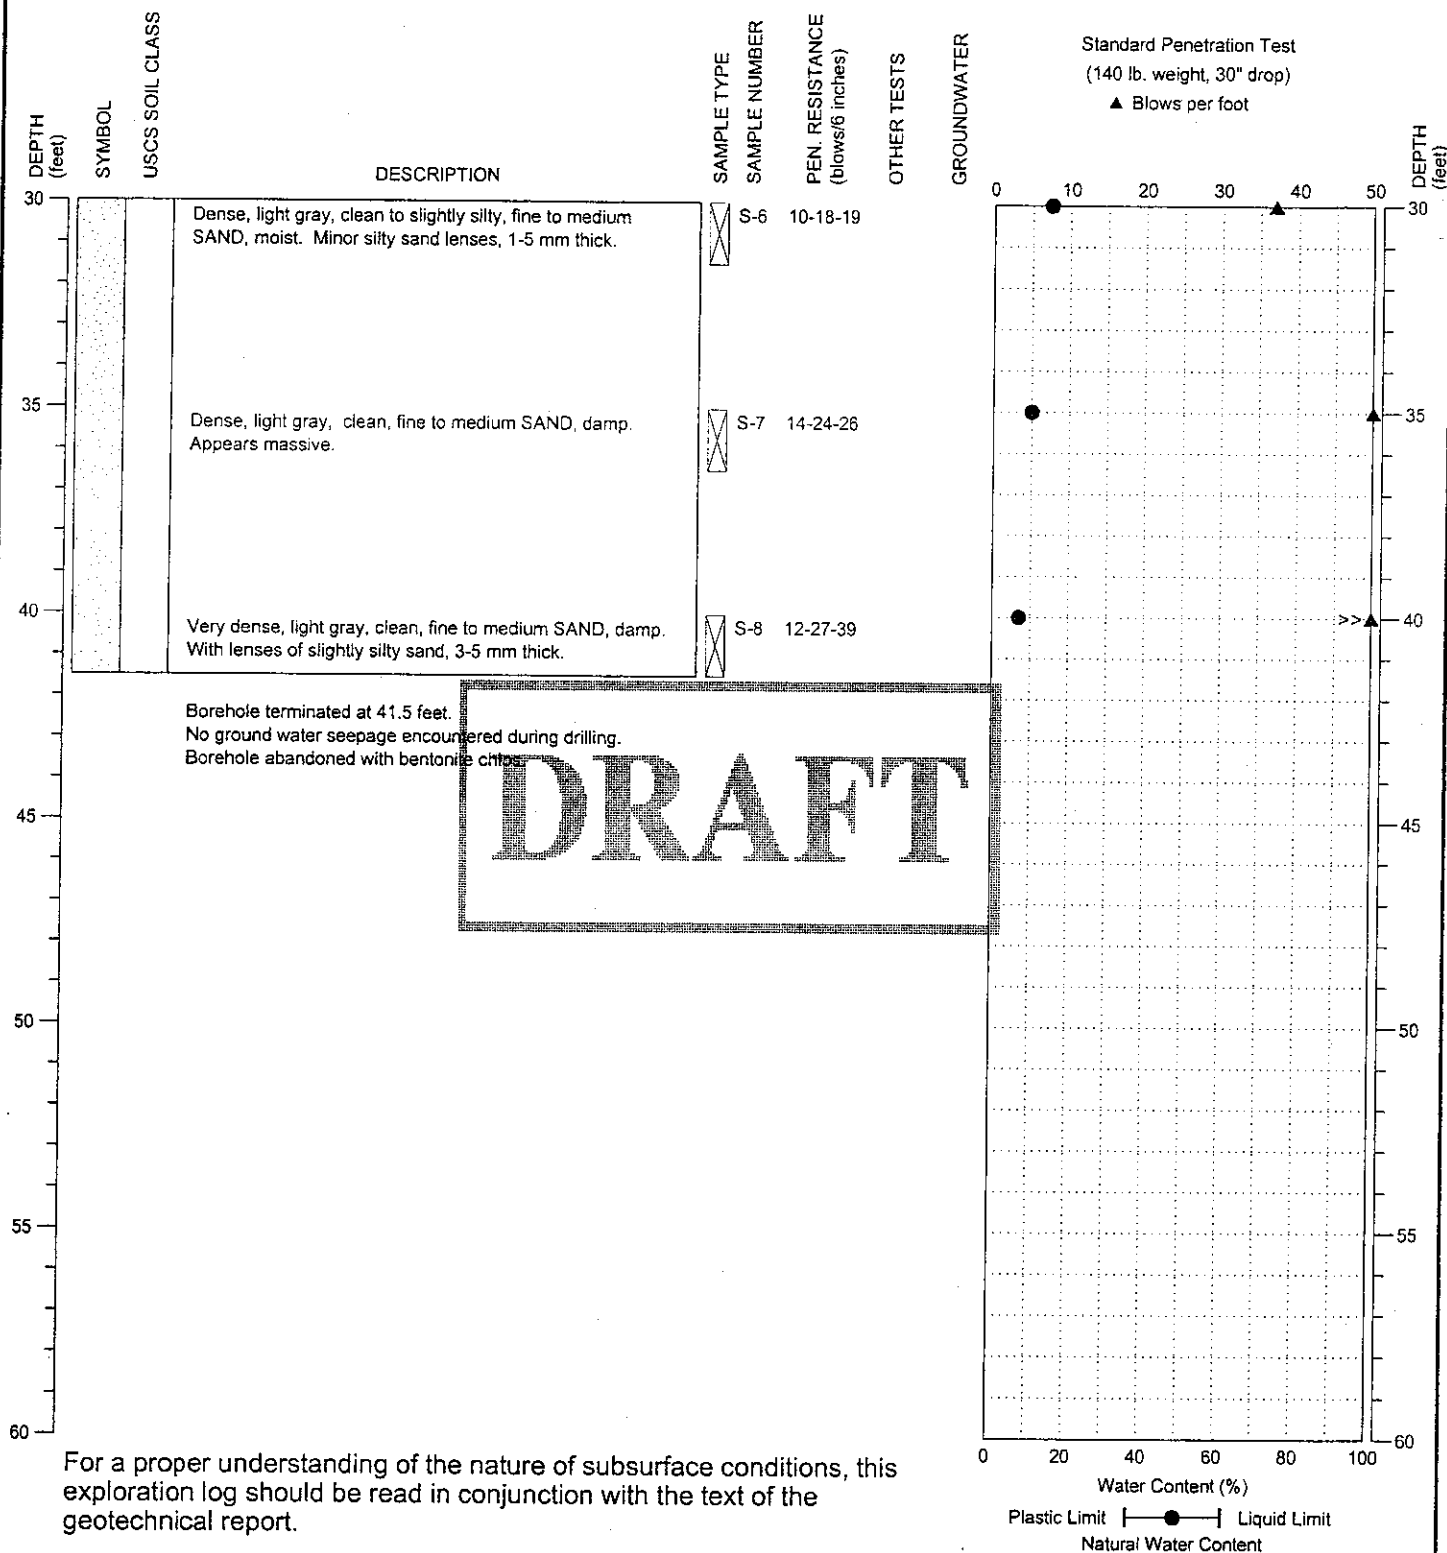 DEPTH
(feet)
SYMBOL
USCS SOIL CLASS
DESCRIPTION
SAMPLE TYPE
SAMPLE NUMBER
PEN. RESISTANCE
(blows/6 inches)
OTHER TESTS
GROUNDWATER
Standard Penetration Test
(140 lb. weight, 30" drop)
▲ Blows per foot
DEPTH
(feet)
0 10 20 30 40 50
30
Dense, light gray, clean to slightly silty, fine to medium
SAND, moist. Minor silty sand lenses, 1-5 mm thick.
S-6 10-18-19
30
35
Dense, light gray, clean, fine to medium SAND, damp.
Appears massive.
S-7 14-24-26
35
40
Very dense, light gray, clean, fine to medium SAND, damp.
With lenses of slightly silty sand, 3-5 mm thick.
S-8 12-27-39
>>
40
Borehole terminated at 41.5 feet.
No ground water seepage encountered during drilling.
Borehole abandoned with bentonite chips.
DRAFT
45
45
50
50
55
55
60
60
0 20 40 60 80 100
Water Content (%)
Plastic Limit Liquid Limit
Natural Water Content
For a proper understanding of the nature of subsurface conditions, this
exploration log should be read in conjunction with the text of the
geotechnical report.